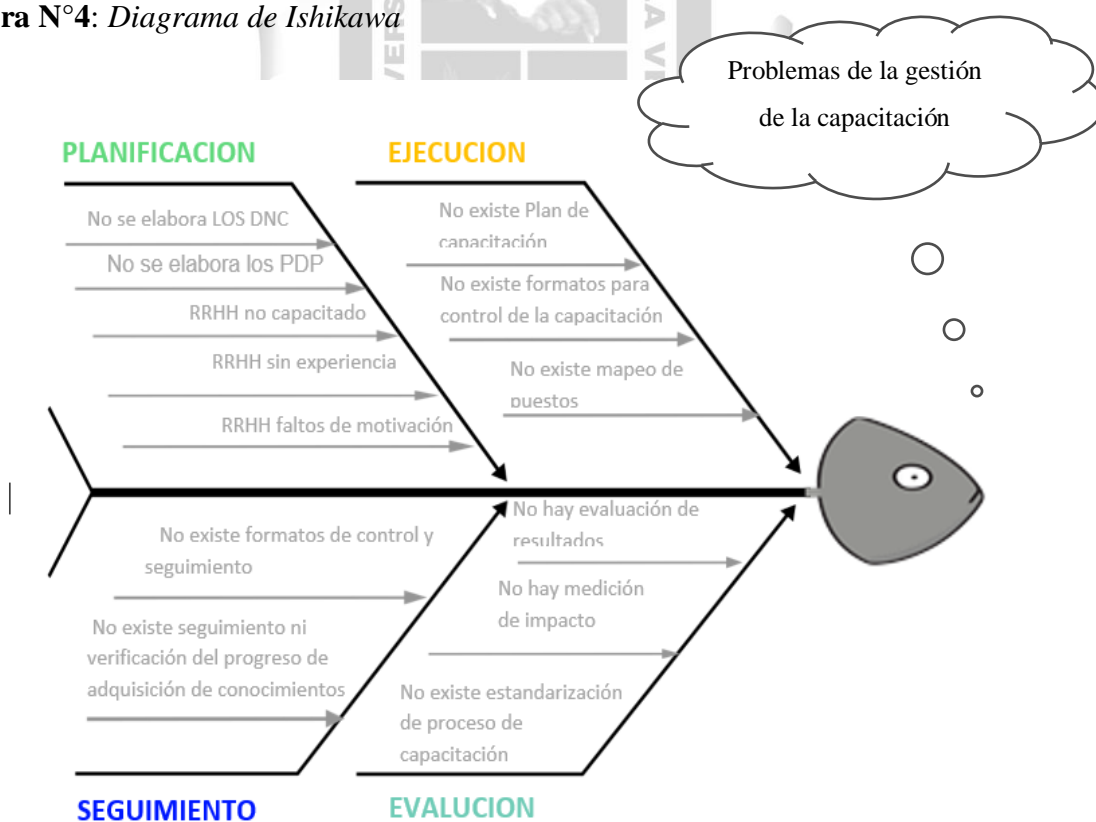 ra N°4: Diagrama de Ishikawa
Problemas de la gestión
de la capacitación
PLANIFICACION
No se elabora LOS DNC
No se elabora los PDP
RRHH no capacitado
RRHH sin experiencia
RRHH faltos de motivación
EJECUCION
No existe Plan de
capacitación
No existe formatos para
control de la capacitación
No existe mapeo de
puestos
No existe formatos de control y
seguimiento
No existe seguimiento ni
verificación del progreso de
adquisición de conocimientos
SEGUIMIENTO
No hay evaluación de
resultados
No hay medición
de impacto
No existe estandarización
de proceso de
capacitación
EVALUCION